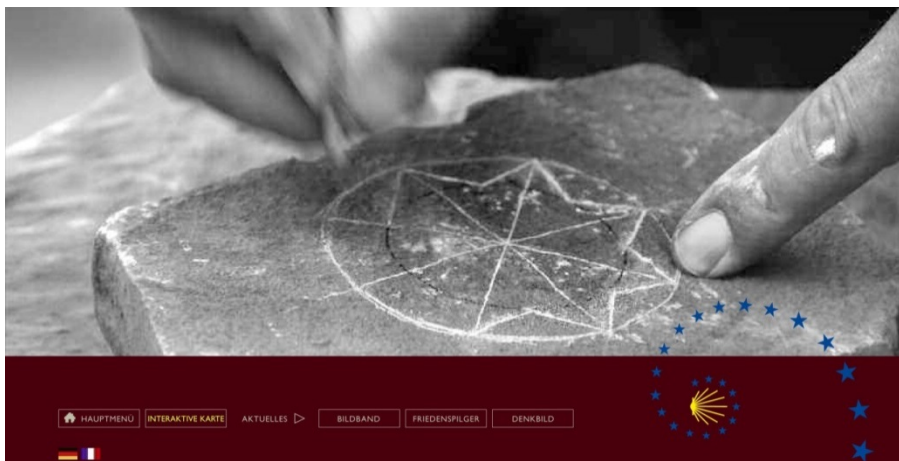 HAUPTMENÜ INTERAKTIVE KARTE AKTUELLES BILDBAND FRIEDENSPILGER DENKBILD